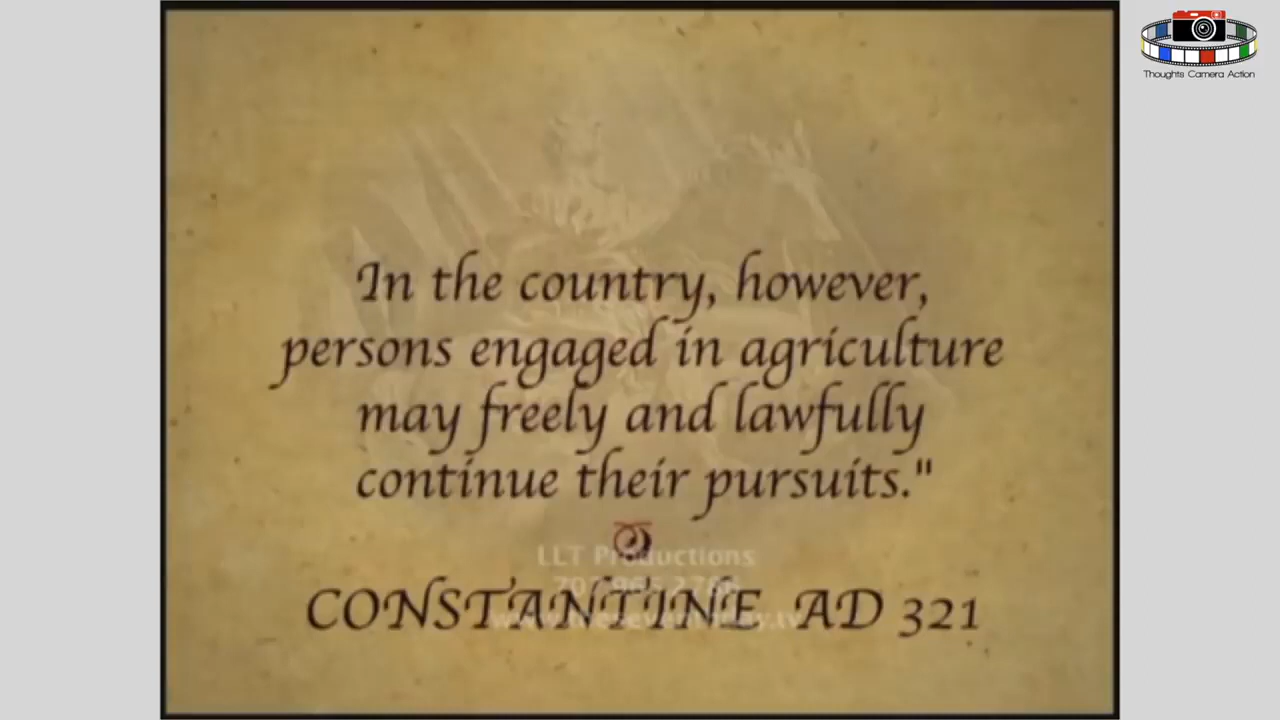 Thoughts Camera Action
In the country, however,
persons engaged in agriculture
may freely and lawfully
continue their pursuits."
LLT Productions
CONSTANTINE AD 321